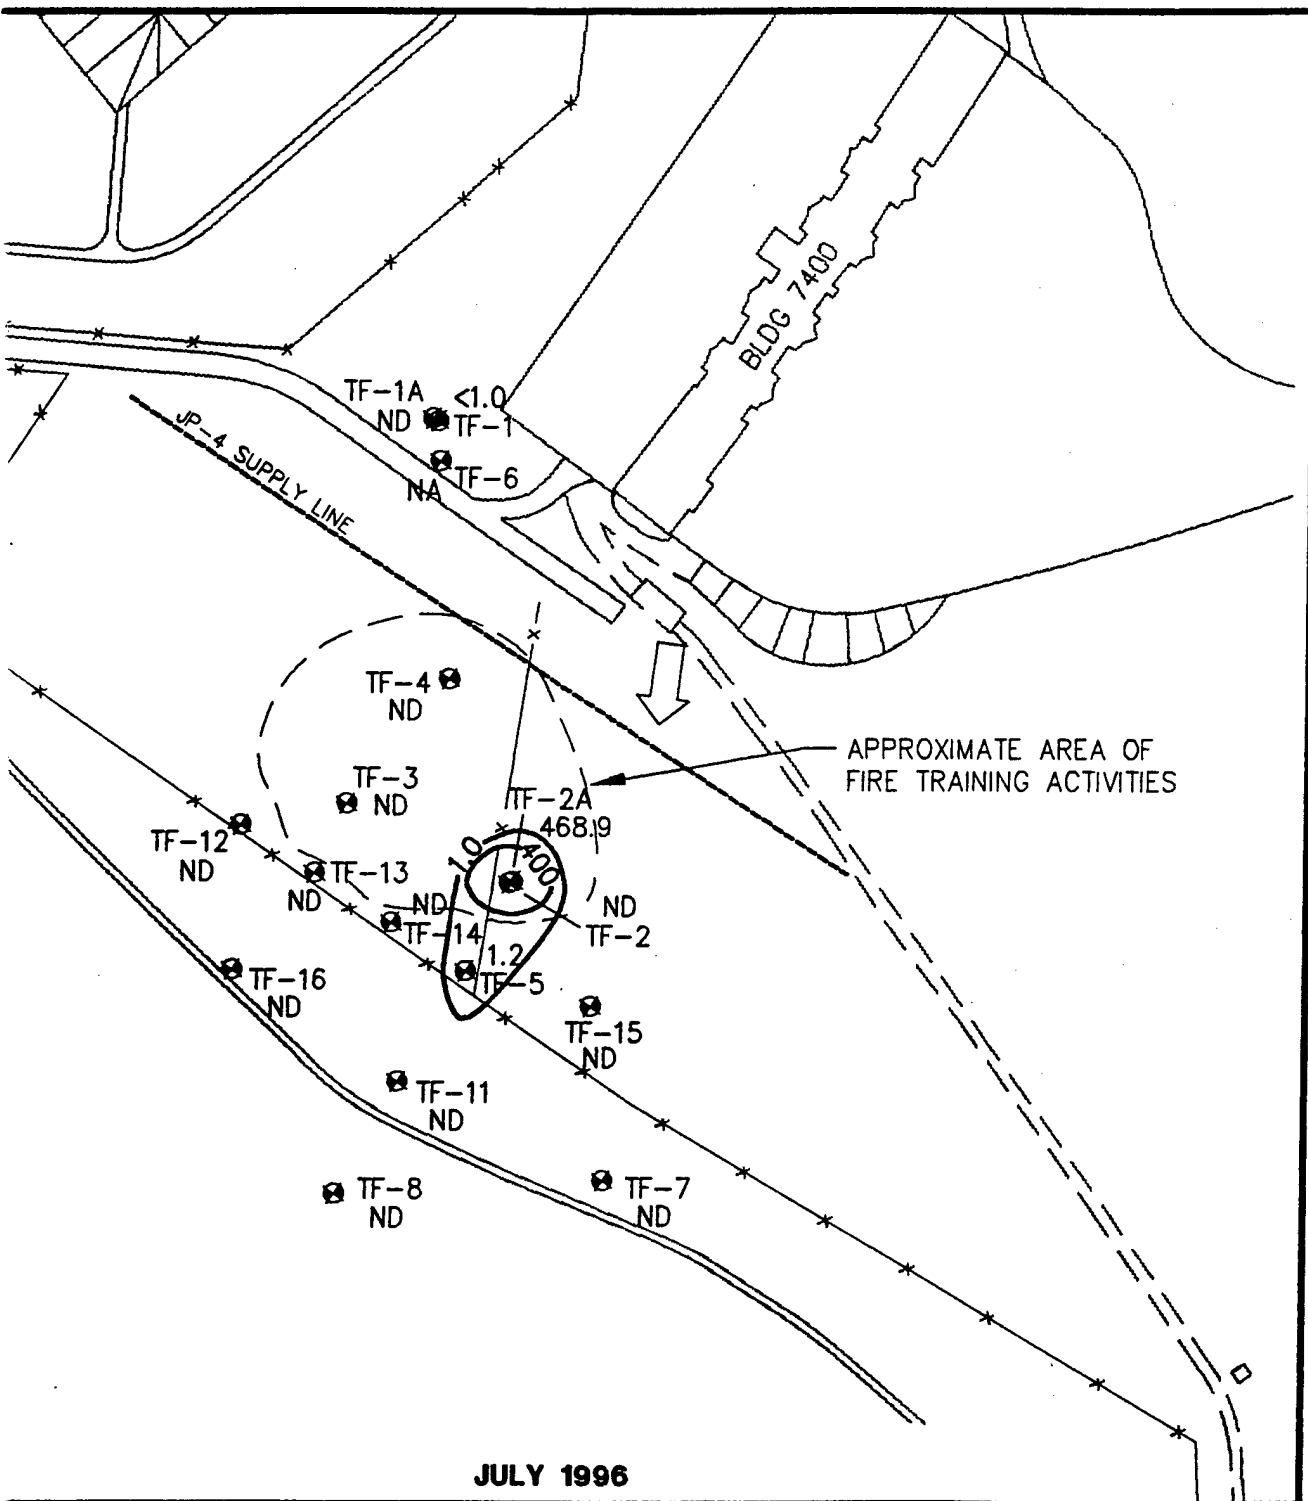 BLDG 7400
TF-1A
ND
<1.0
TF-1
TF-6
NA
JP-4 SUPPLY LINE
TF-4
ND
APPROXIMATE AREA OF
FIRE TRAINING ACTIVITIES
TF-3
ND
TF-2A
468.9
TF-12
ND
1.0
400
TF-13
ND
ND
TF-14
ND
TF-2
1.2
TF-5
TF-16
ND
TF-15
ND
TF-11
ND
TF-8
ND
TF-7
ND
JULY 1996